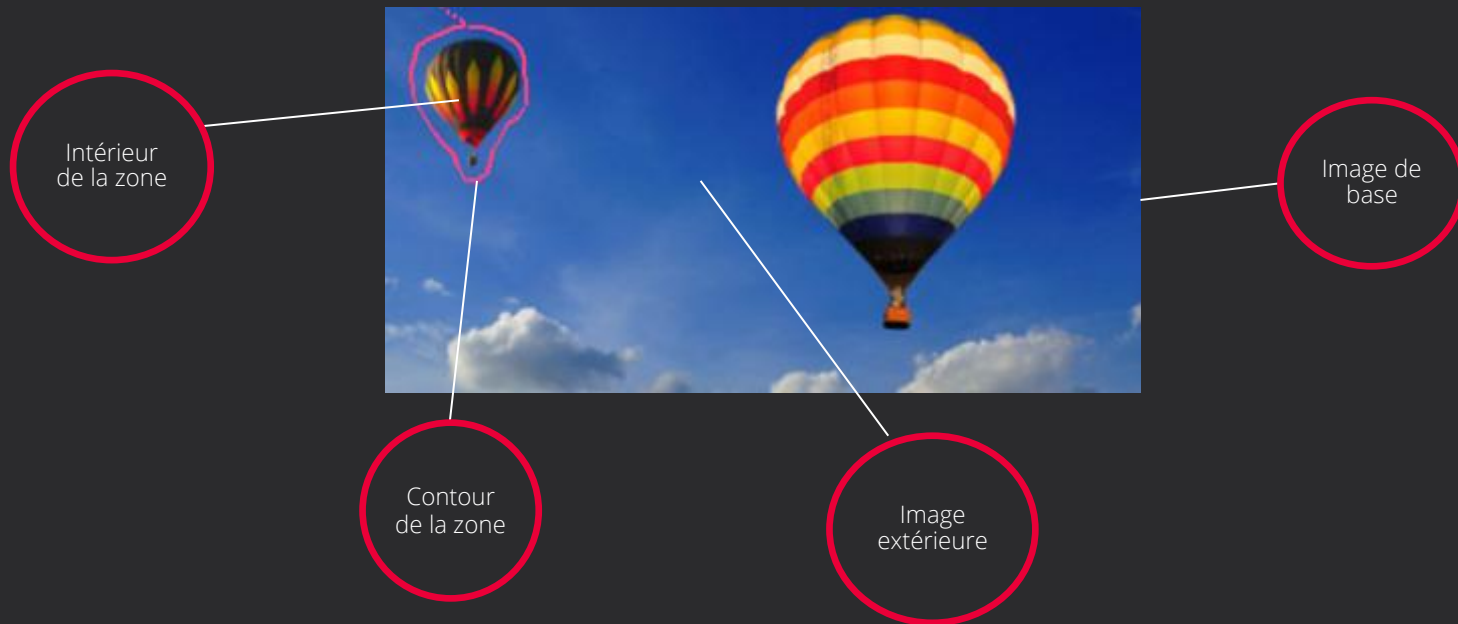 Intérieur
de la zone
Image de
base
Contour
de la zone
Image
extérieure